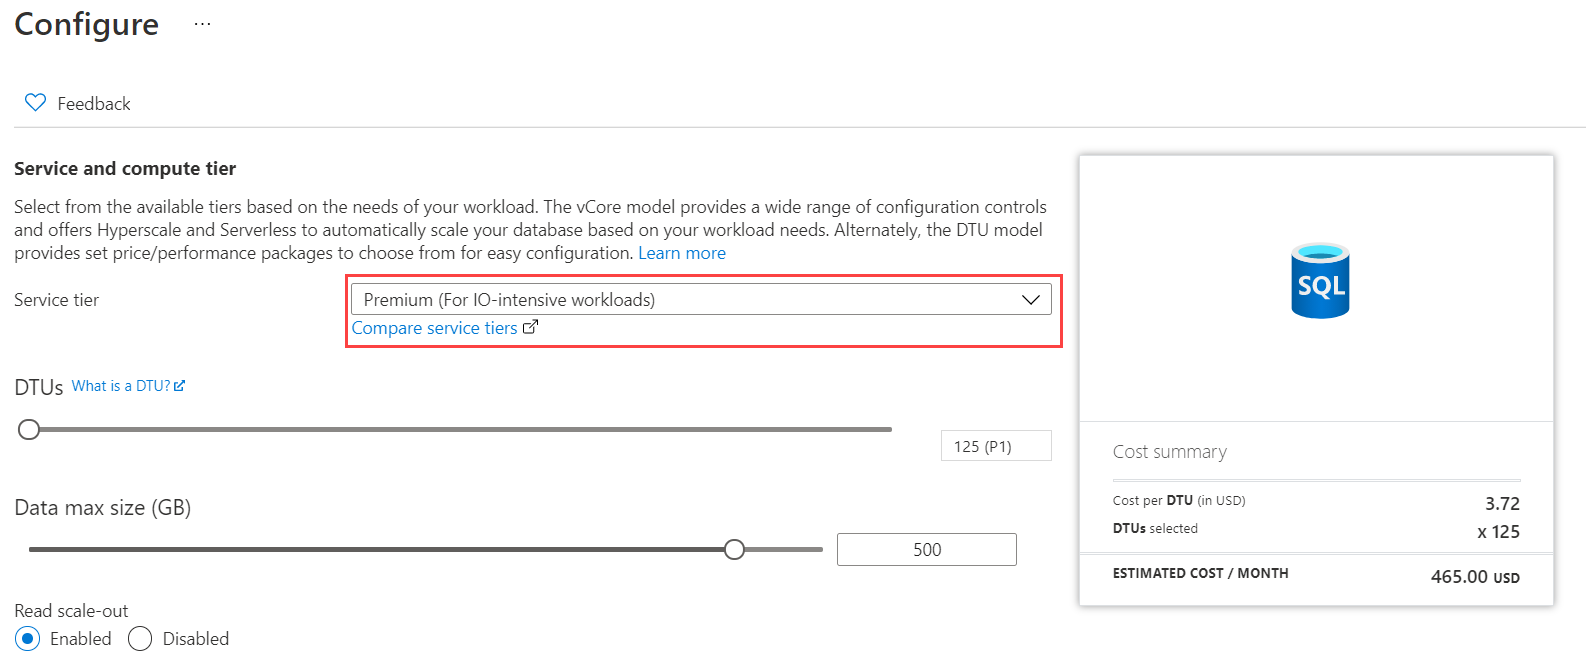 Configure ...
Feedback
Service and compute tier
Select from the available tiers based on the needs of your workload. The vCore model provides a wide range of configuration controls
and offers Hyperscale and Serverless to automatically scale your database based on your workload needs. Alternately, the DTU model
provides set price/performance packages to choose from for easy configuration. Learn more
Service tier
Premium (For IO-intensive workloads)
Compare service tiers
DTUs What is a DTU?
125 (P1)
Data max size (GB)
500
Read scale-out
Enabled Disabled
SQL
Cost summary
Cost per DTU (in USD) 3.72
DTUs selected x 125
ESTIMATED COST / MONTH 465.00 USD